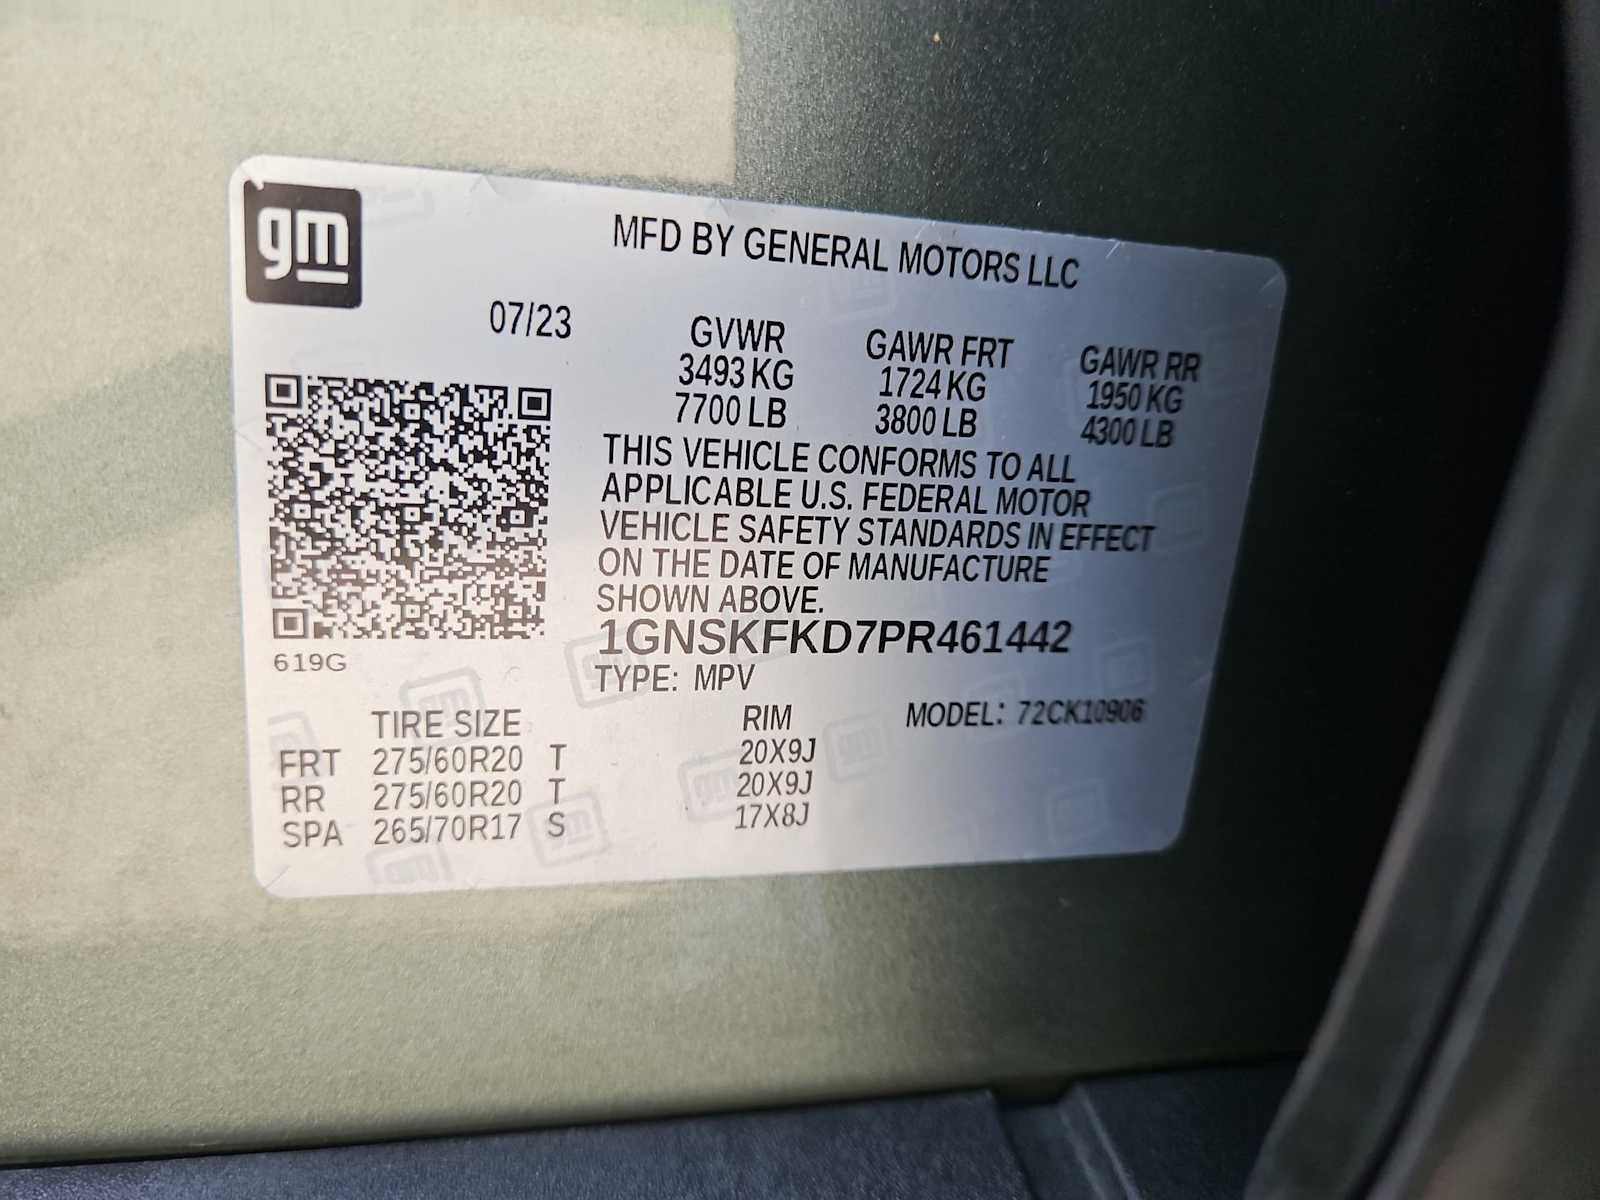 gm
MFD BY GENERAL MOTORS LLC
07/23
GVWR GAWR FRT GAWR RR
3493 KG 1724 KG 1950 KG
7700 LB 3800 LB 4300 LB
THIS VEHICLE CONFORMS TO ALL
APPLICABLE U.S. FEDERAL MOTOR
VEHICLE SAFETY STANDARDS IN EFFECT
ON THE DATE OF MANUFACTURE
SHOWN ABOVE.
1GNSKFKD7PR461442
619G
TYPE: MPV
TIRE SIZE RIM MODEL: 72CK10906
FRT 275/60R20 T 20X9J
RR 275/60R20 T 20X9J
SPA 265/70R17 S 17X8J